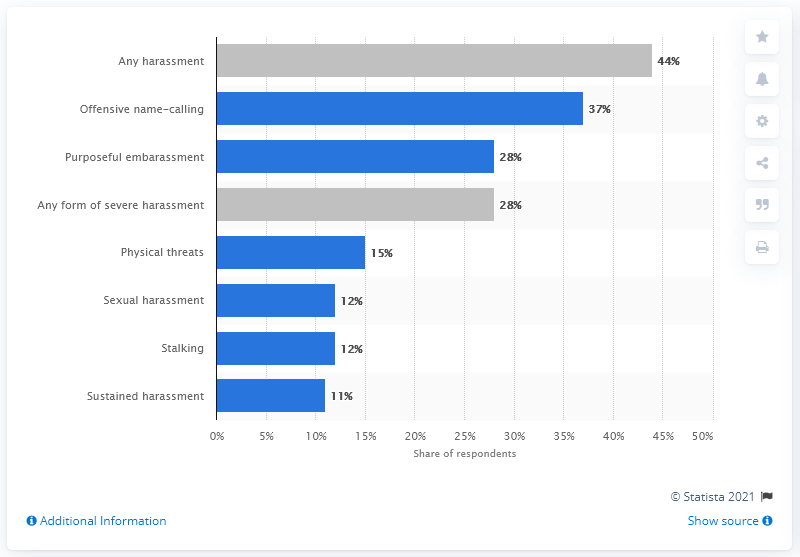 Any harassment 44%
Offensive name-calling 37%
Purposeful embarassment 28%
Any form of severe harassment 28%
Physical threats 15%
Sexual harassment 12%
Stalking 12%
Sustained harassment 11%
0% 5% 10% 15% 20% 25% 30% 35% 40% 45% 50%
Share of respondents
© Statista 2021
Additional Information Show source